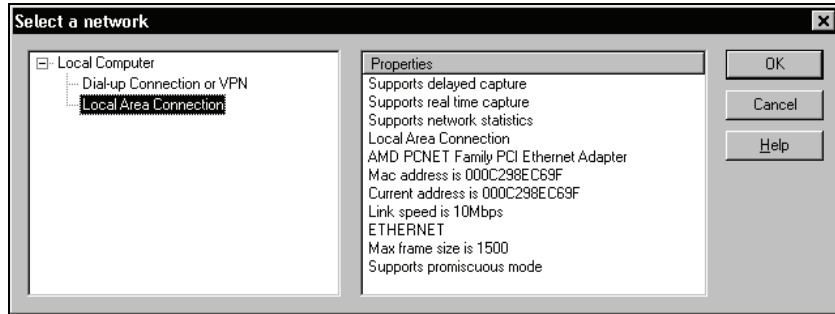 Select a network
Local Computer
Dial-up Connection or VPN
Local Area Connection
Properties
Supports delayed capture
Supports real time capture
Supports network statistics
Local Area Connection
AMD PCNET Family PCI Ethernet Adapter
Mac address is 000C298EC69F
Current address is 000C298EC69F
Link speed is 10Mbps
ETHERNET
Max frame size is 1500
Supports promiscuous mode
OK
Cancel
Help